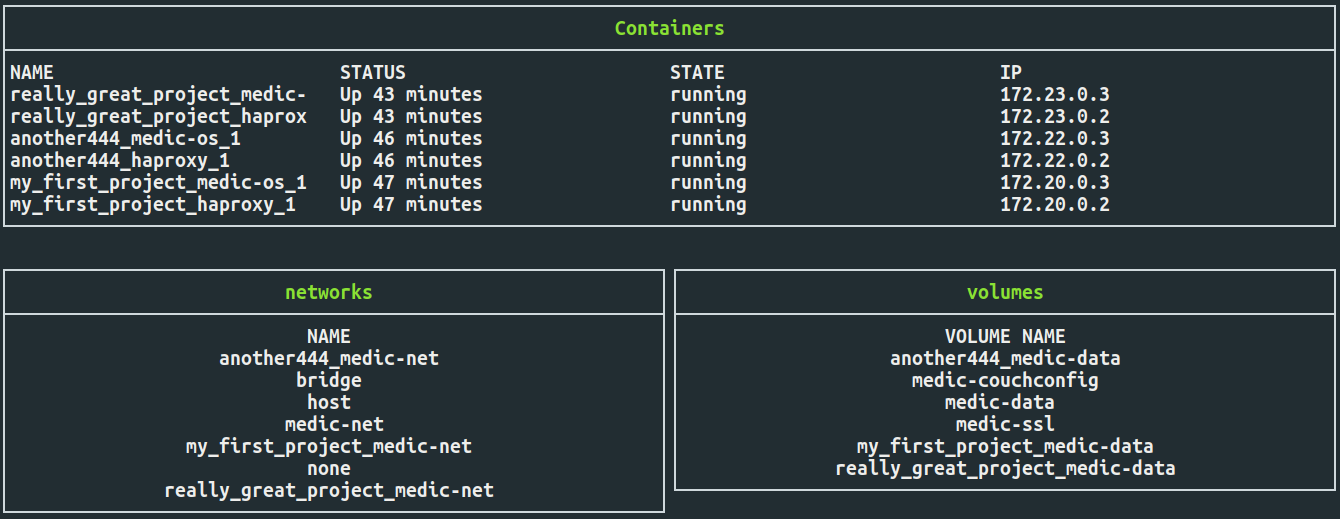 Containers
NAME STATUS STATE IP
really_great_project_medic- Up 43 minutes running 172.23.0.3
really_great_project_haprox Up 43 minutes running 172.23.0.2
another444_medic-os_1 Up 46 minutes running 172.22.0.3
another444_haproxy_1 Up 46 minutes running 172.22.0.2
my_first_project_medic-os_1 Up 47 minutes running 172.20.0.3
my_first_project_haproxy_1 Up 47 minutes running 172.20.0.2
networks
NAME
another444_medic-net
bridge
host
medic-net
my_first_project_medic-net
none
really_great_project_medic-net
volumes
VOLUME NAME
another444_medic-data
medic-couchconfig
medic-data
medic-ssl
my_first_project_medic-data
really_great_project_medic-data